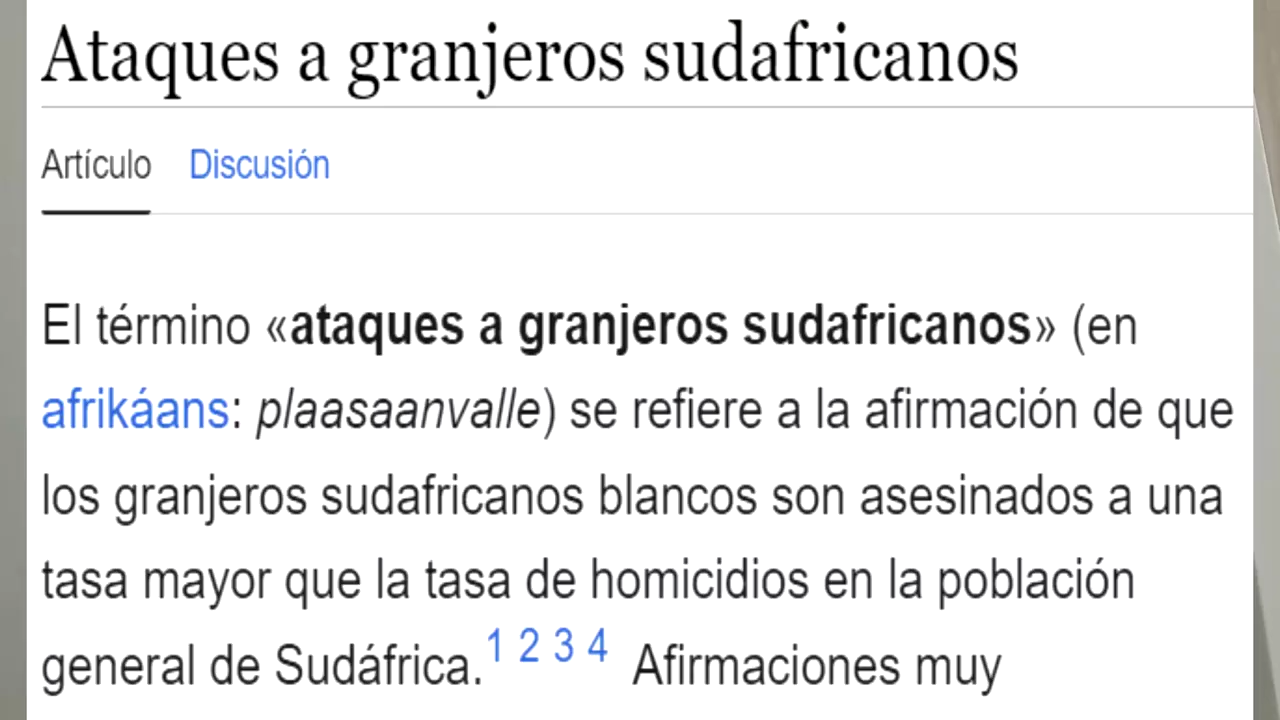 Ataques a granjeros sudafricanos
Artículo Discusión
El término «ataques a granjeros sudafricanos» (en
afrikáans: plaasaanvalle) se refiere a la afirmación de que
los granjeros sudafricanos blancos son asesinados a una
tasa mayor que la tasa de homicidios en la población
general de Sudáfrica.1 2 3 4 Afirmaciones muy